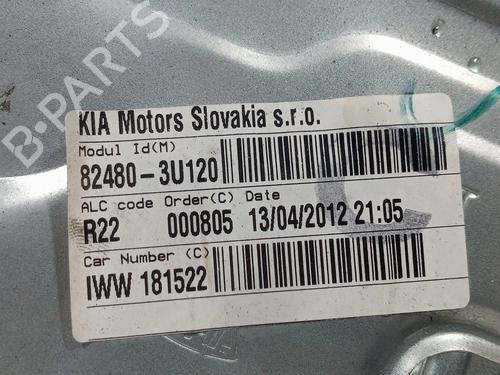 B-PARTS
KIA Motors Slovakia s.r.o.
Modul Id(M)
82480-3U120
ALC code Order(C) Date
R22 000805 13/04/2012 21:05
Car Number (C)
IWW 181522